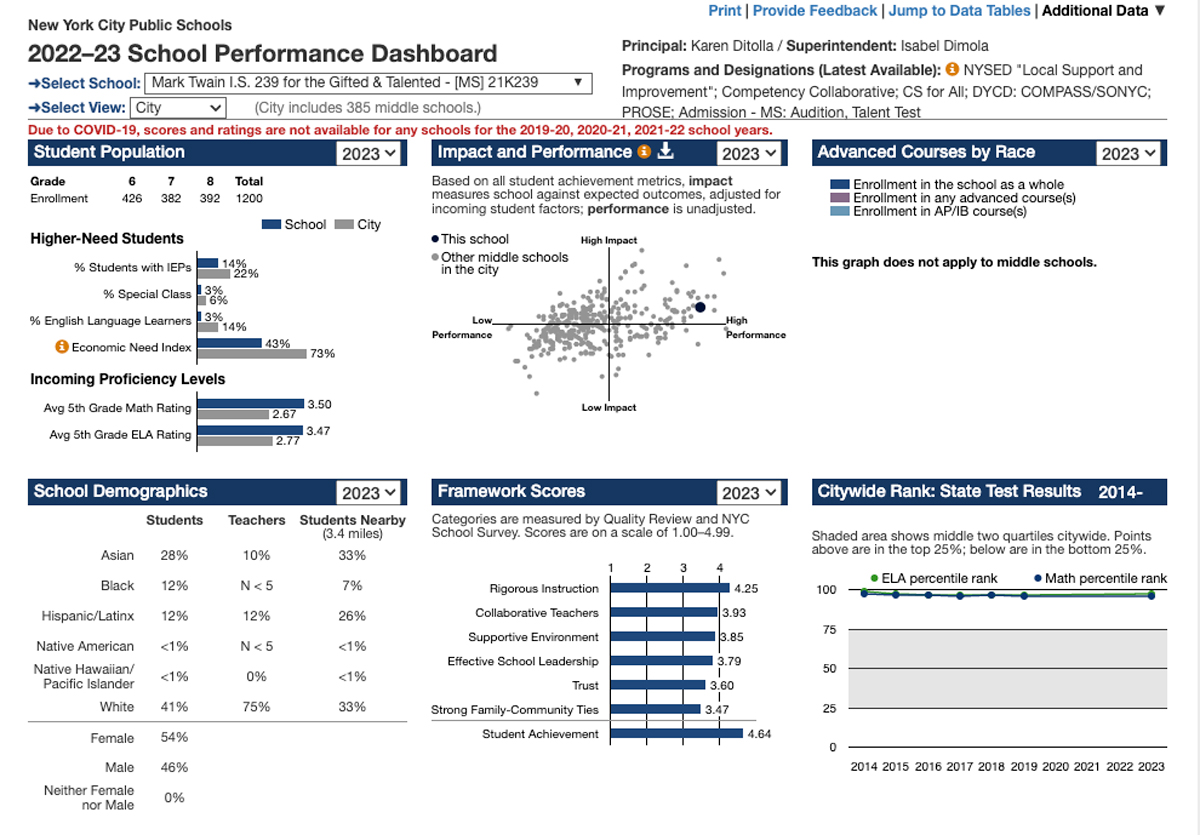 Print | Provide Feedback | Jump to Data Tables | Additional Data ▼
New York City Public Schools
2022–23 School Performance Dashboard
➔Select School: Mark Twain I.S. 239 for the Gifted & Talented - [MS] 21K239 ▼
➔Select View: City (City includes 385 middle schools.)
Principal: Karen Ditolla / Superintendent: Isabel Dimola
Programs and Designations (Latest Available): i NYSED "Local Support and
Improvement"; Competency Collaborative; CS for All; DYCD: COMPASS/SONYC;
PROSE; Admission - MS: Audition, Talent Test
Due to COVID-19, scores and ratings are not available for any schools for the 2019-20, 2020-21, 2021-22 school years.
Student Population 2023
Grade 6 7 8 Total
Enrollment 426 382 392 1200
School City
Higher-Need Students
% Students with IEPs 14% 22%
% Special Class 3% 6%
% English Language Learners 3% 14%
i Economic Need Index 43% 73%
Incoming Proficiency Levels
Avg 5th Grade Math Rating 3.50 2.67
Avg 5th Grade ELA Rating 3.47 2.77
Impact and Performance i 2023
Based on all student achievement metrics, impact
measures school against expected outcomes, adjusted for
incoming student factors; performance is unadjusted.
This school
Other middle schools
in the city
High Impact
Low
Performance
High
Performance
Low Impact
Advanced Courses by Race 2023
Enrollment in the school as a whole
Enrollment in any advanced course(s)
Enrollment in AP/IB course(s)
This graph does not apply to middle schools.
School Demographics 2023
Students Teachers Students Nearby
(3.4 miles)
Asian 28% 10% 33%
Black 12% N < 5 7%
Hispanic/Latinx 12% 12% 26%
Native American <1% N < 5 <1%
Native Hawaiian/
Pacific Islander <1% 0% <1%
White 41% 75% 33%
Female 54%
Male 46%
Neither Female
nor Male 0%
Framework Scores 2023
Categories are measured by Quality Review and NYC
School Survey. Scores are on a scale of 1.00–4.99.
1 2 3 4
Rigorous Instruction 4.25
Collaborative Teachers 3.93
Supportive Environment 3.85
Effective School Leadership 3.79
Trust 3.60
Strong Family-Community Ties 3.47
Student Achievement 4.64
Citywide Rank: State Test Results 2014-
Shaded area shows middle two quartiles citywide. Points
above are in the top 25%; below are in the bottom 25%.
ELA percentile rank Math percentile rank
100
75
50
25
0
2014 2015 2016 2017 2018 2019 2020 2021 2022 2023